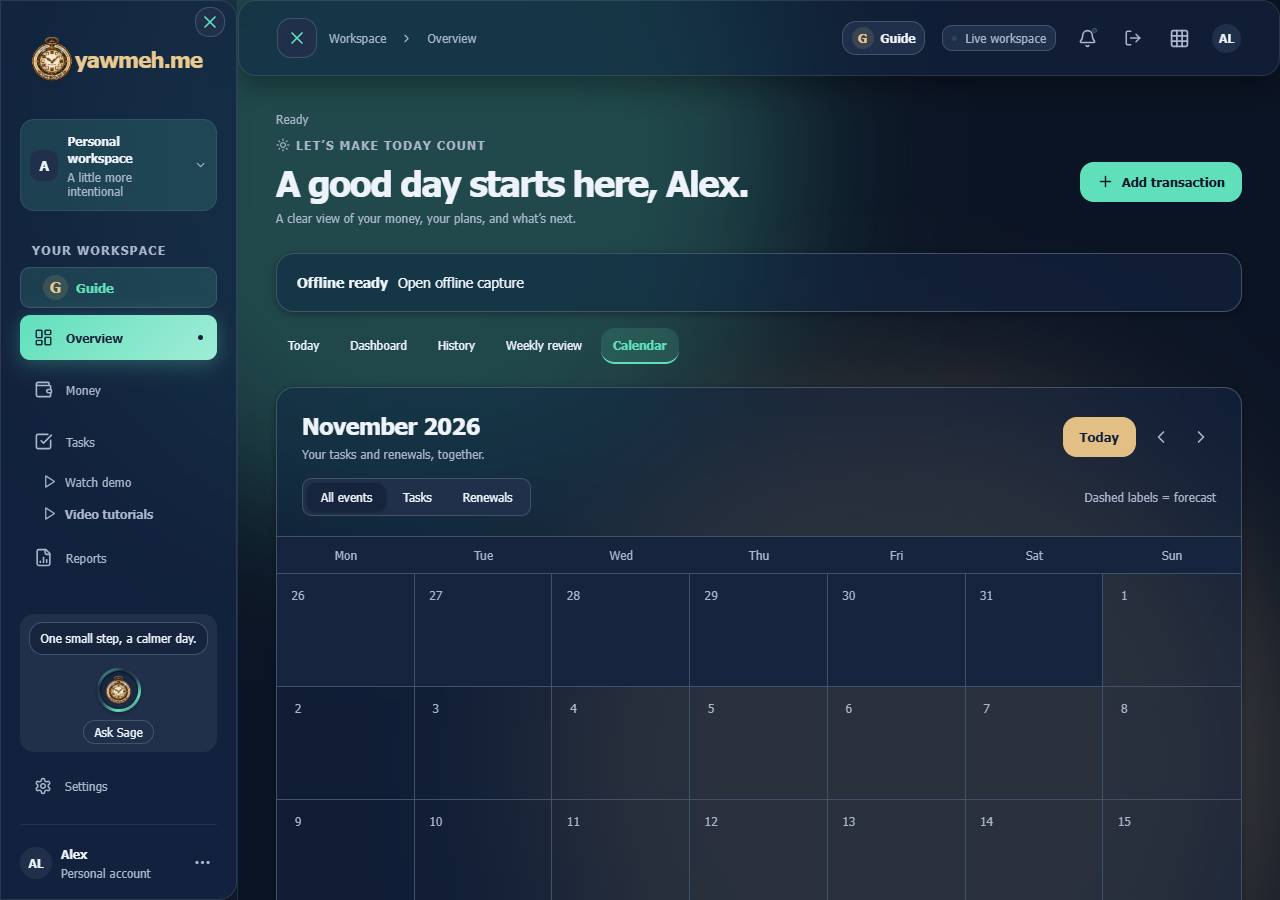 yawmeh.me
Personal
workspace
A
A little more
intentional
YOUR WORKSPACE
G Guide
Overview
Money
Tasks
Watch demo
Video tutorials
Reports
One small step, a calmer day.
Ask Sage
Settings
AL
Alex
Personal account
Workspace > Overview
G Guide
Live workspace
AL
Ready
LET’S MAKE TODAY COUNT
A good day starts here, Alex.
A clear view of your money, your plans, and what’s next.
+ Add transaction
Offline ready Open offline capture
Today Dashboard History Weekly review Calendar
November 2026
Your tasks and renewals, together.
Today
All events Tasks Renewals
Dashed labels = forecast
Mon Tue Wed Thu Fri Sat Sun
26 27 28 29 30 31 1
2 3 4 5 6 7 8
9 10 11 12 13 14 15